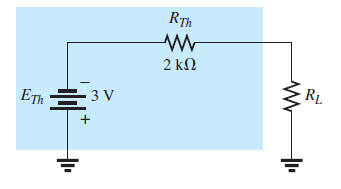 R_Th
2 kΩ
−
E_Th 3 V R_L
+